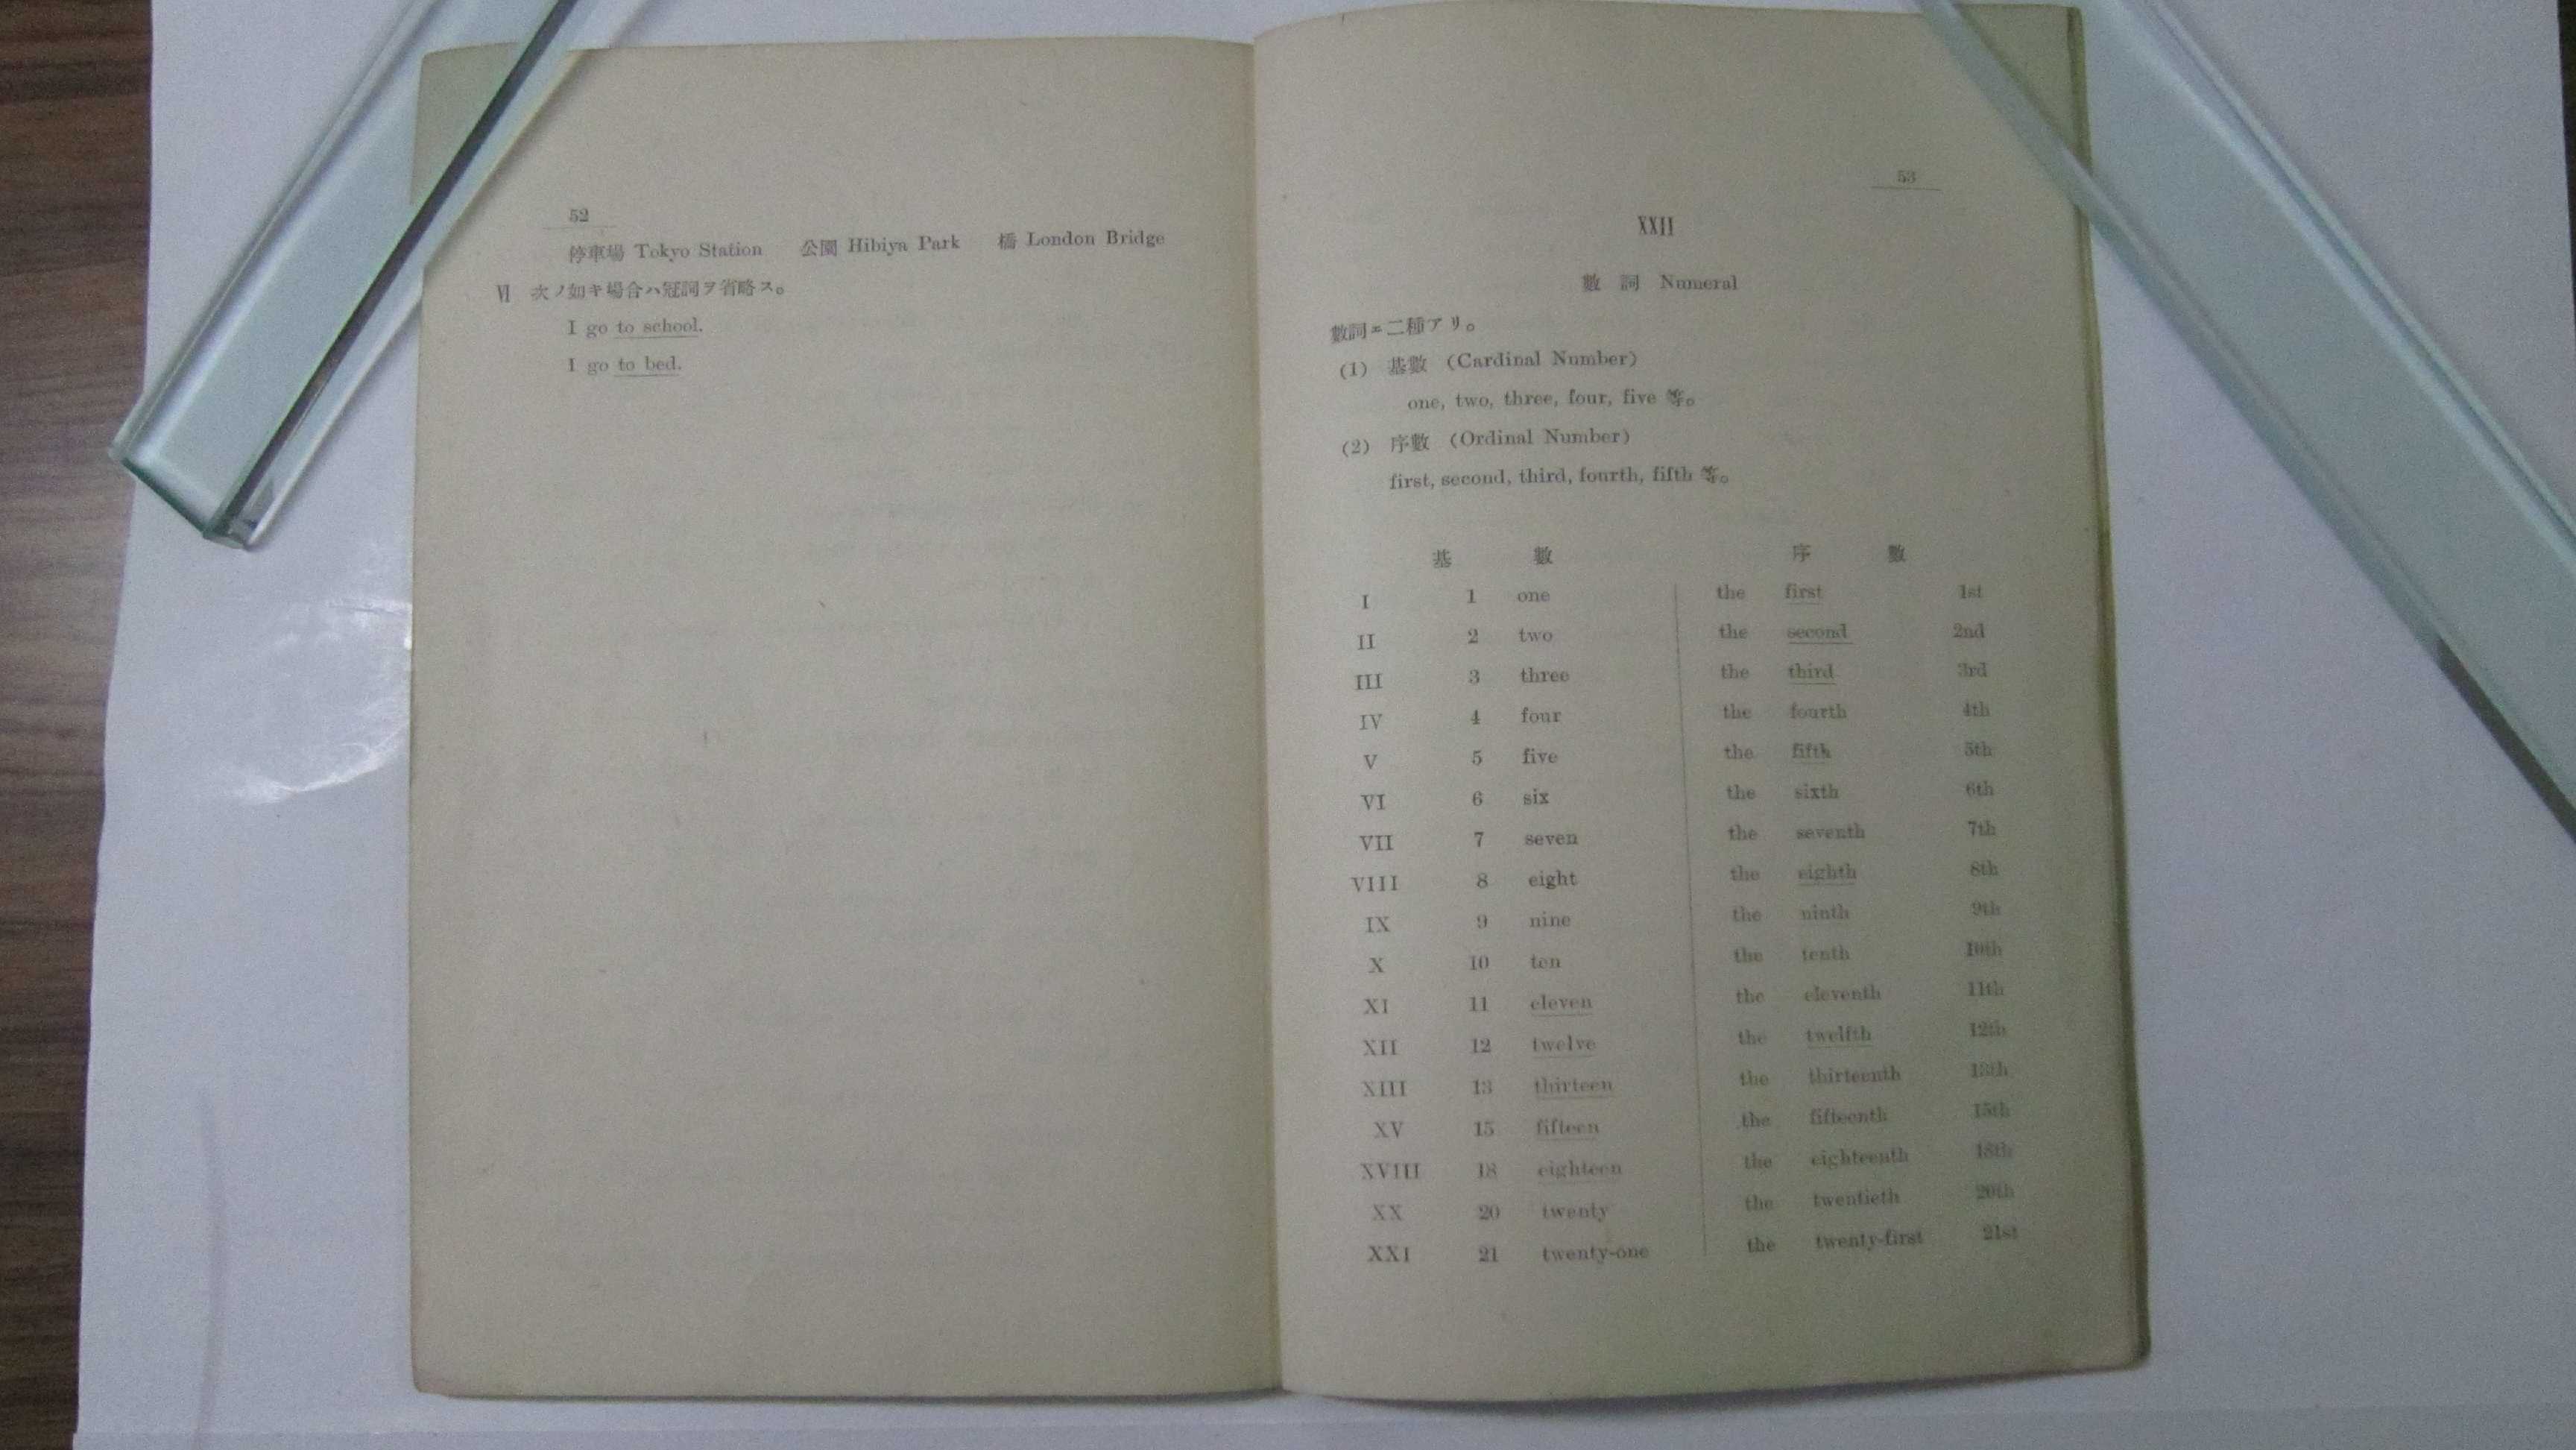 52
停車場 Tokyo Station 公園 Hibiya Park 橋 London Bridge
Ⅵ 次ノ如キ場合ハ冠詞ヲ省略ス。
I go to school.
I go to bed.
53
XXII
數詞 Numeral
數詞ニ二種アリ。
(1) 基數 (Cardinal Number)
one, two, three, four, five 等。
(2) 序數 (Ordinal Number)
first, second, third, fourth, fifth 等。
基數 序數
I 1 one the first 1st
II 2 two the second 2nd
III 3 three the third 3rd
IV 4 four the fourth 4th
V 5 five the fifth 5th
VI 6 six the sixth 6th
VII 7 seven the seventh 7th
VIII 8 eight the eighth 8th
IX 9 nine the ninth 9th
X 10 ten the tenth 10th
XI 11 eleven the eleventh 11th
XII 12 twelve the twelfth 12th
XIII 13 thirteen the thirteenth 13th
XV 15 fifteen the fifteenth 15th
XVIII 18 eighteen the eighteenth 18th
XX 20 twenty the twentieth 20th
XXI 21 twenty-one the twenty-first 21st